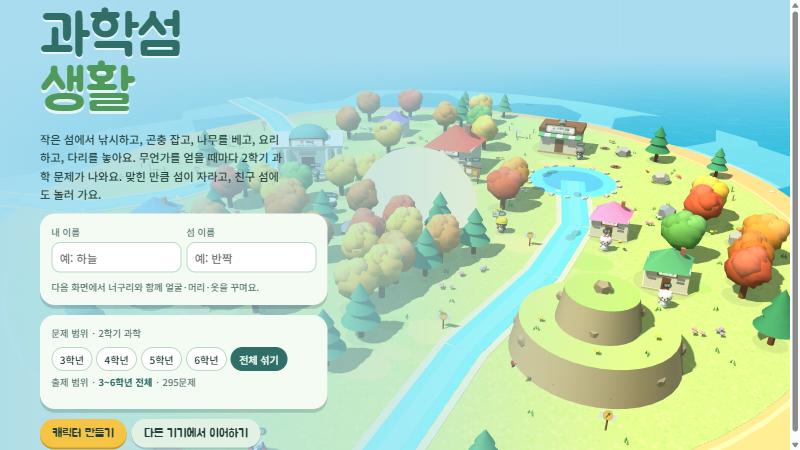 과학섬
생활
작은 섬에서 낚시하고, 곤충 잡고, 나무를 베고, 요리
하고, 다리를 놓아요. 무언가를 얻을 때마다 2학기 과
학 문제가 나와요. 맞힌 만큼 섬이 자라고, 친구 섬에
도 놀러 가요.
내 이름 섬 이름
예: 하늘 예: 반짝
다음 화면에서 너구리와 함께 얼굴·머리·옷을 꾸며요.
문제 범위 · 2학기 과학
3학년 4학년 5학년 6학년 전체 섞기
출제 범위 · 3~6학년 전체 · 295문제
캐릭터 만들기 다른 기기에서 이어하기